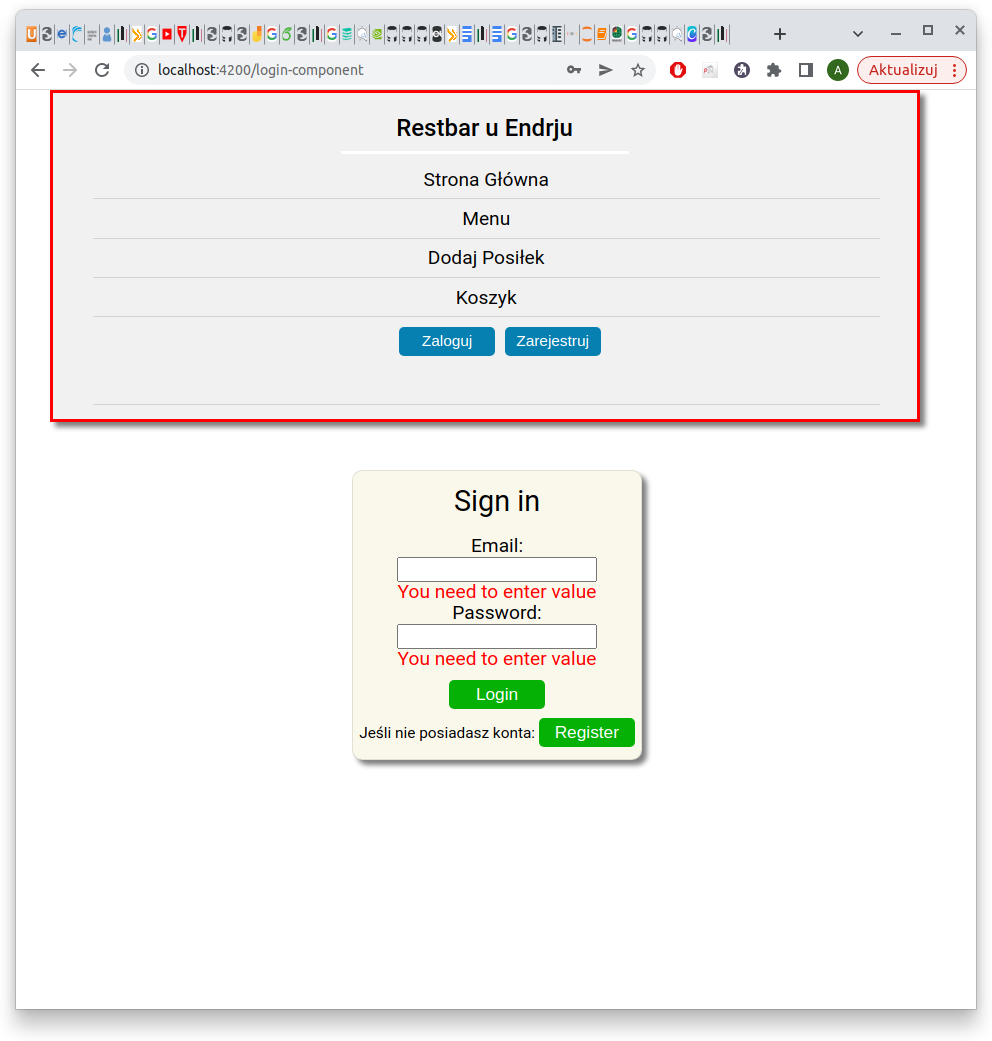 localhost:4200/login-component
A
Aktualizuj
Restbar u Endrju
Strona Główna
Menu
Dodaj Posiłek
Koszyk
Zaloguj Zarejestruj
Sign in
Email:
You need to enter value
Password:
You need to enter value
Login
Jeśli nie posiadasz konta: Register